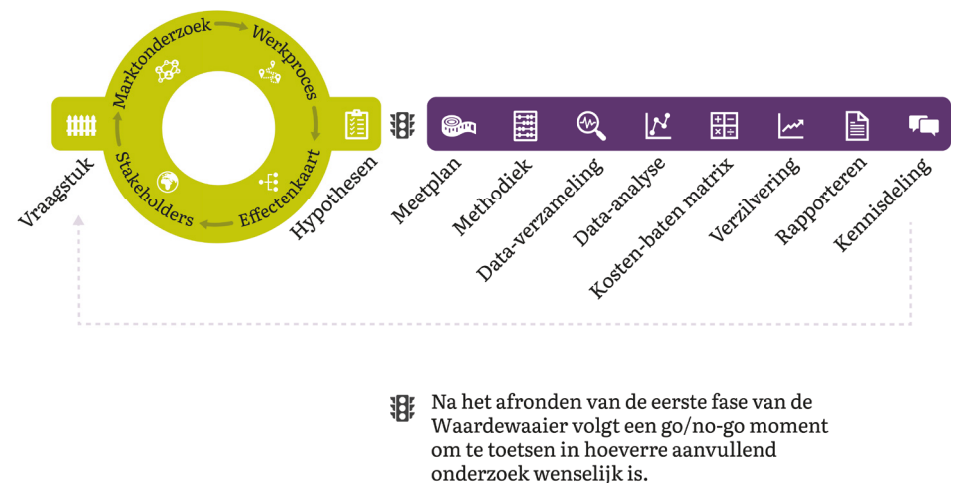 Vraagstuk
Marktonderzoek
Werkproces
Effectenkaart
Stakeholders
Hypothesen
Meetplan
Methodiek
Data-verzameling
Data-analyse
Kosten-baten matrix
Verzilvering
Rapporteren
Kennisdeling
Na het afronden van de eerste fase van de
Waardewaaier volgt een go/no-go moment
om te toetsen in hoeverre aanvullend
onderzoek wenselijk is.